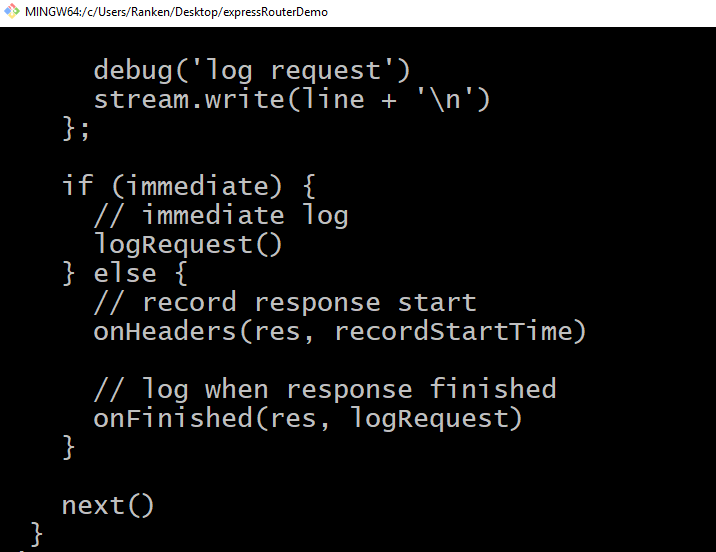 MINGW64:/c/Users/Ranken/Desktop/expressRouterDemo
debug('log request')
stream.write(line + '\n')
};
if (immediate) {
// immediate log
logRequest()
} else {
// record response start
onHeaders(res, recordStartTime)
// log when response finished
onFinished(res, logRequest)
}
next()
}